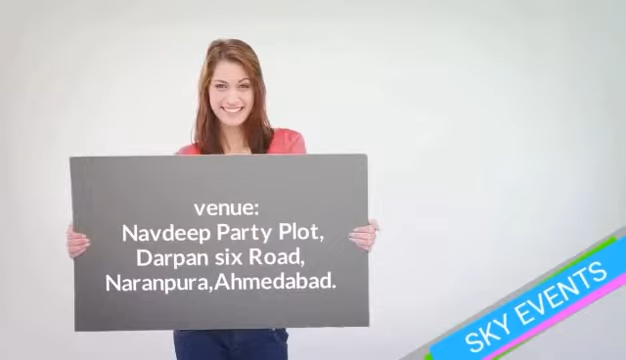 venue:
Navdeep Party Plot,
Darpan six Road,
Naranpura,Ahmedabad.
SKY EVENTS